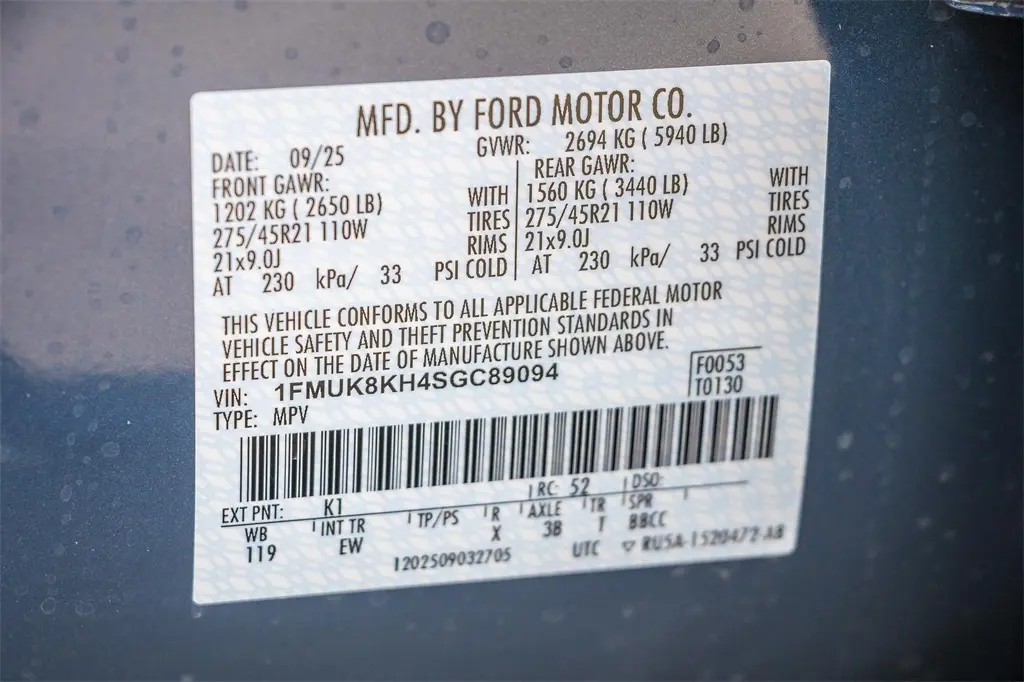 MFD. BY FORD MOTOR CO.
DATE: 09/25 GVWR: 2694 KG ( 5940 LB)
FRONT GAWR: REAR GAWR:
1202 KG ( 2650 LB) WITH 1560 KG ( 3440 LB) WITH
275/45R21 110W TIRES 275/45R21 110W TIRES
21x9.0J RIMS 21x9.0J RIMS
AT 230 kPa/ 33 PSI COLD AT 230 kPa/ 33 PSI COLD
THIS VEHICLE CONFORMS TO ALL APPLICABLE FEDERAL MOTOR
VEHICLE SAFETY AND THEFT PREVENTION STANDARDS IN
EFFECT ON THE DATE OF MANUFACTURE SHOWN ABOVE.
VIN: 1FMUK8KH4SGC89094 F0053
TYPE: MPV T0130
EXT PNT: K1 RC: 52 DSO:
WB INT TR TP/PS R AXLE TR SPR
119 EW X 3B T BBCC
1202509032705 UTC ▽ RU5A-1520472-AB